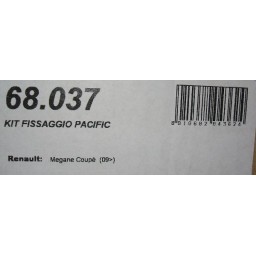 68.037
KIT FISSAGGIO PACIFIC
Renault: Megane Coupè (09>)